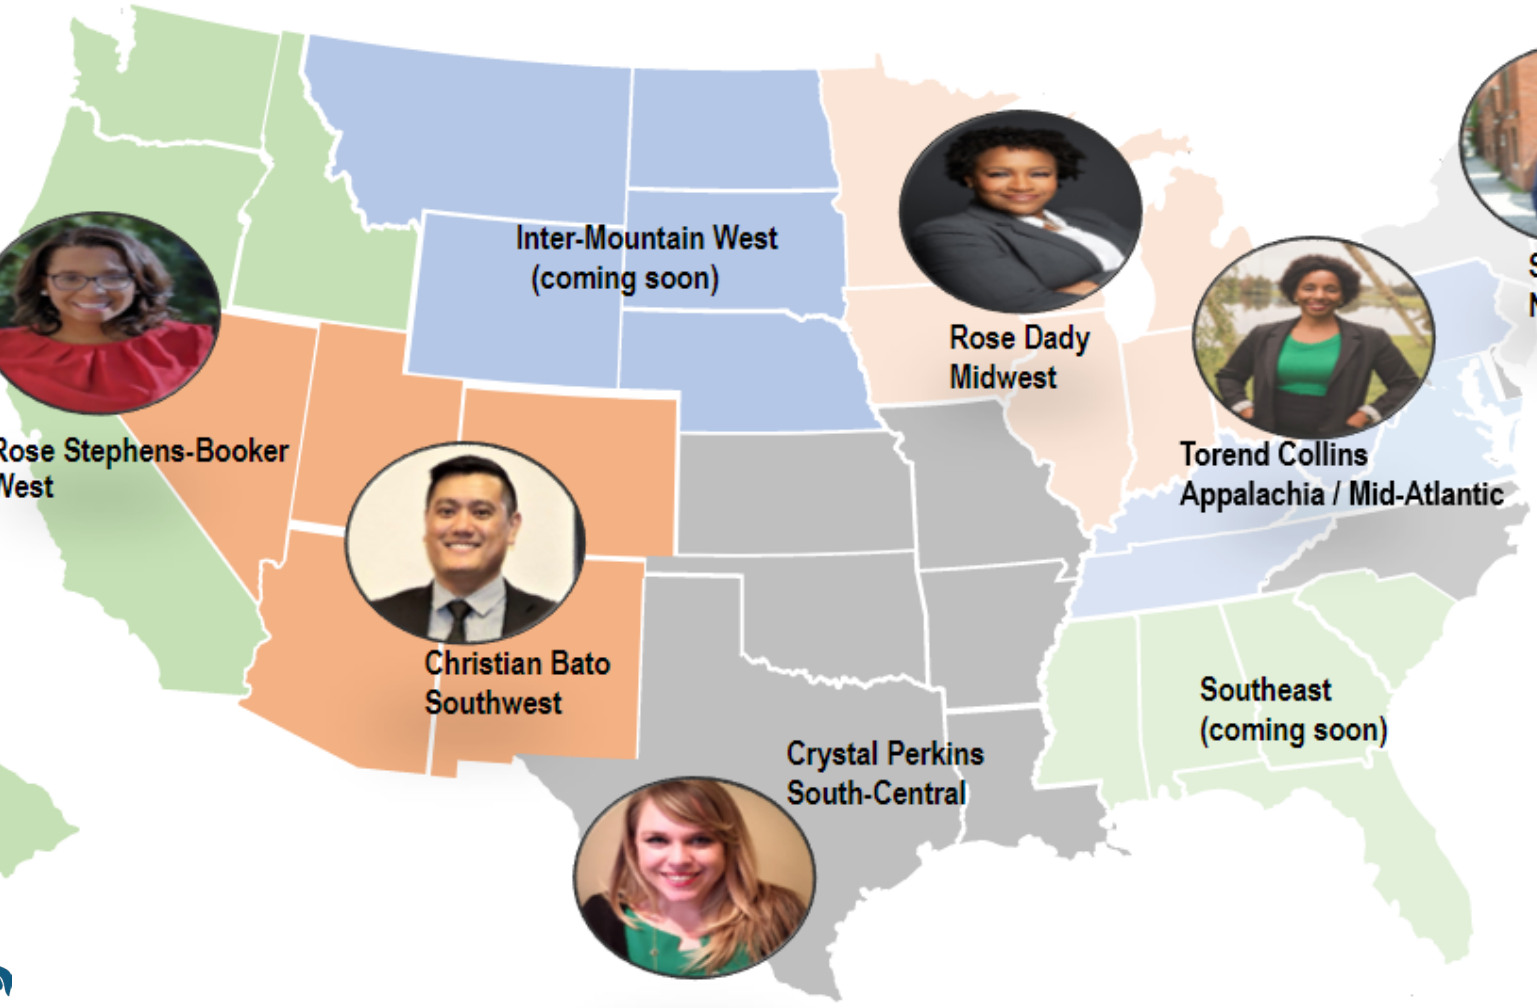 Inter-Mountain West
(coming soon)
Rose Dady
Midwest
Rose Stephens-Booker
West
Torend Collins
Appalachia / Mid-Atlantic
Christian Bato
Southwest
Southeast
(coming soon)
Crystal Perkins
South-Central